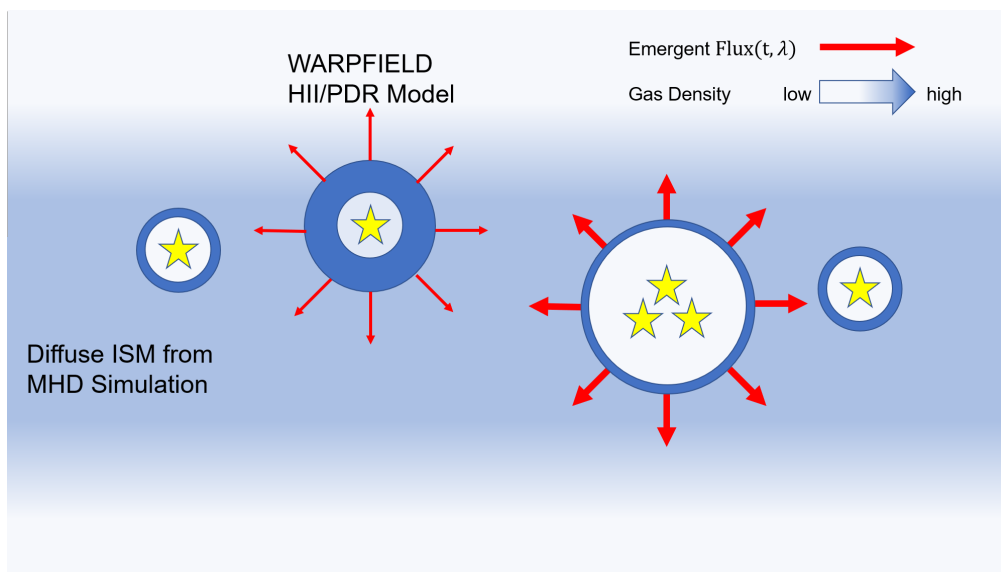 WARPFIELD
HII/PDR Model
Emergent Flux(t, λ)
Gas Density low high
Diffuse ISM from
MHD Simulation